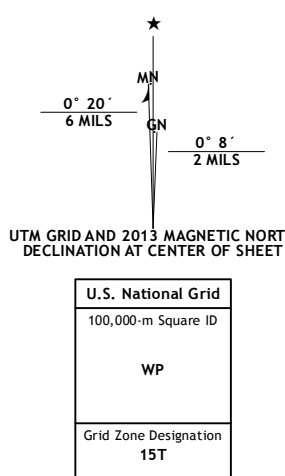 ★
MN
GN
0° 20´
6 MILS
0° 8´
2 MILS
UTM GRID AND 2013 MAGNETIC NORT
DECLINATION AT CENTER OF SHEET
U.S. National Grid
100,000-m Square ID
WP
Grid Zone Designation
15T